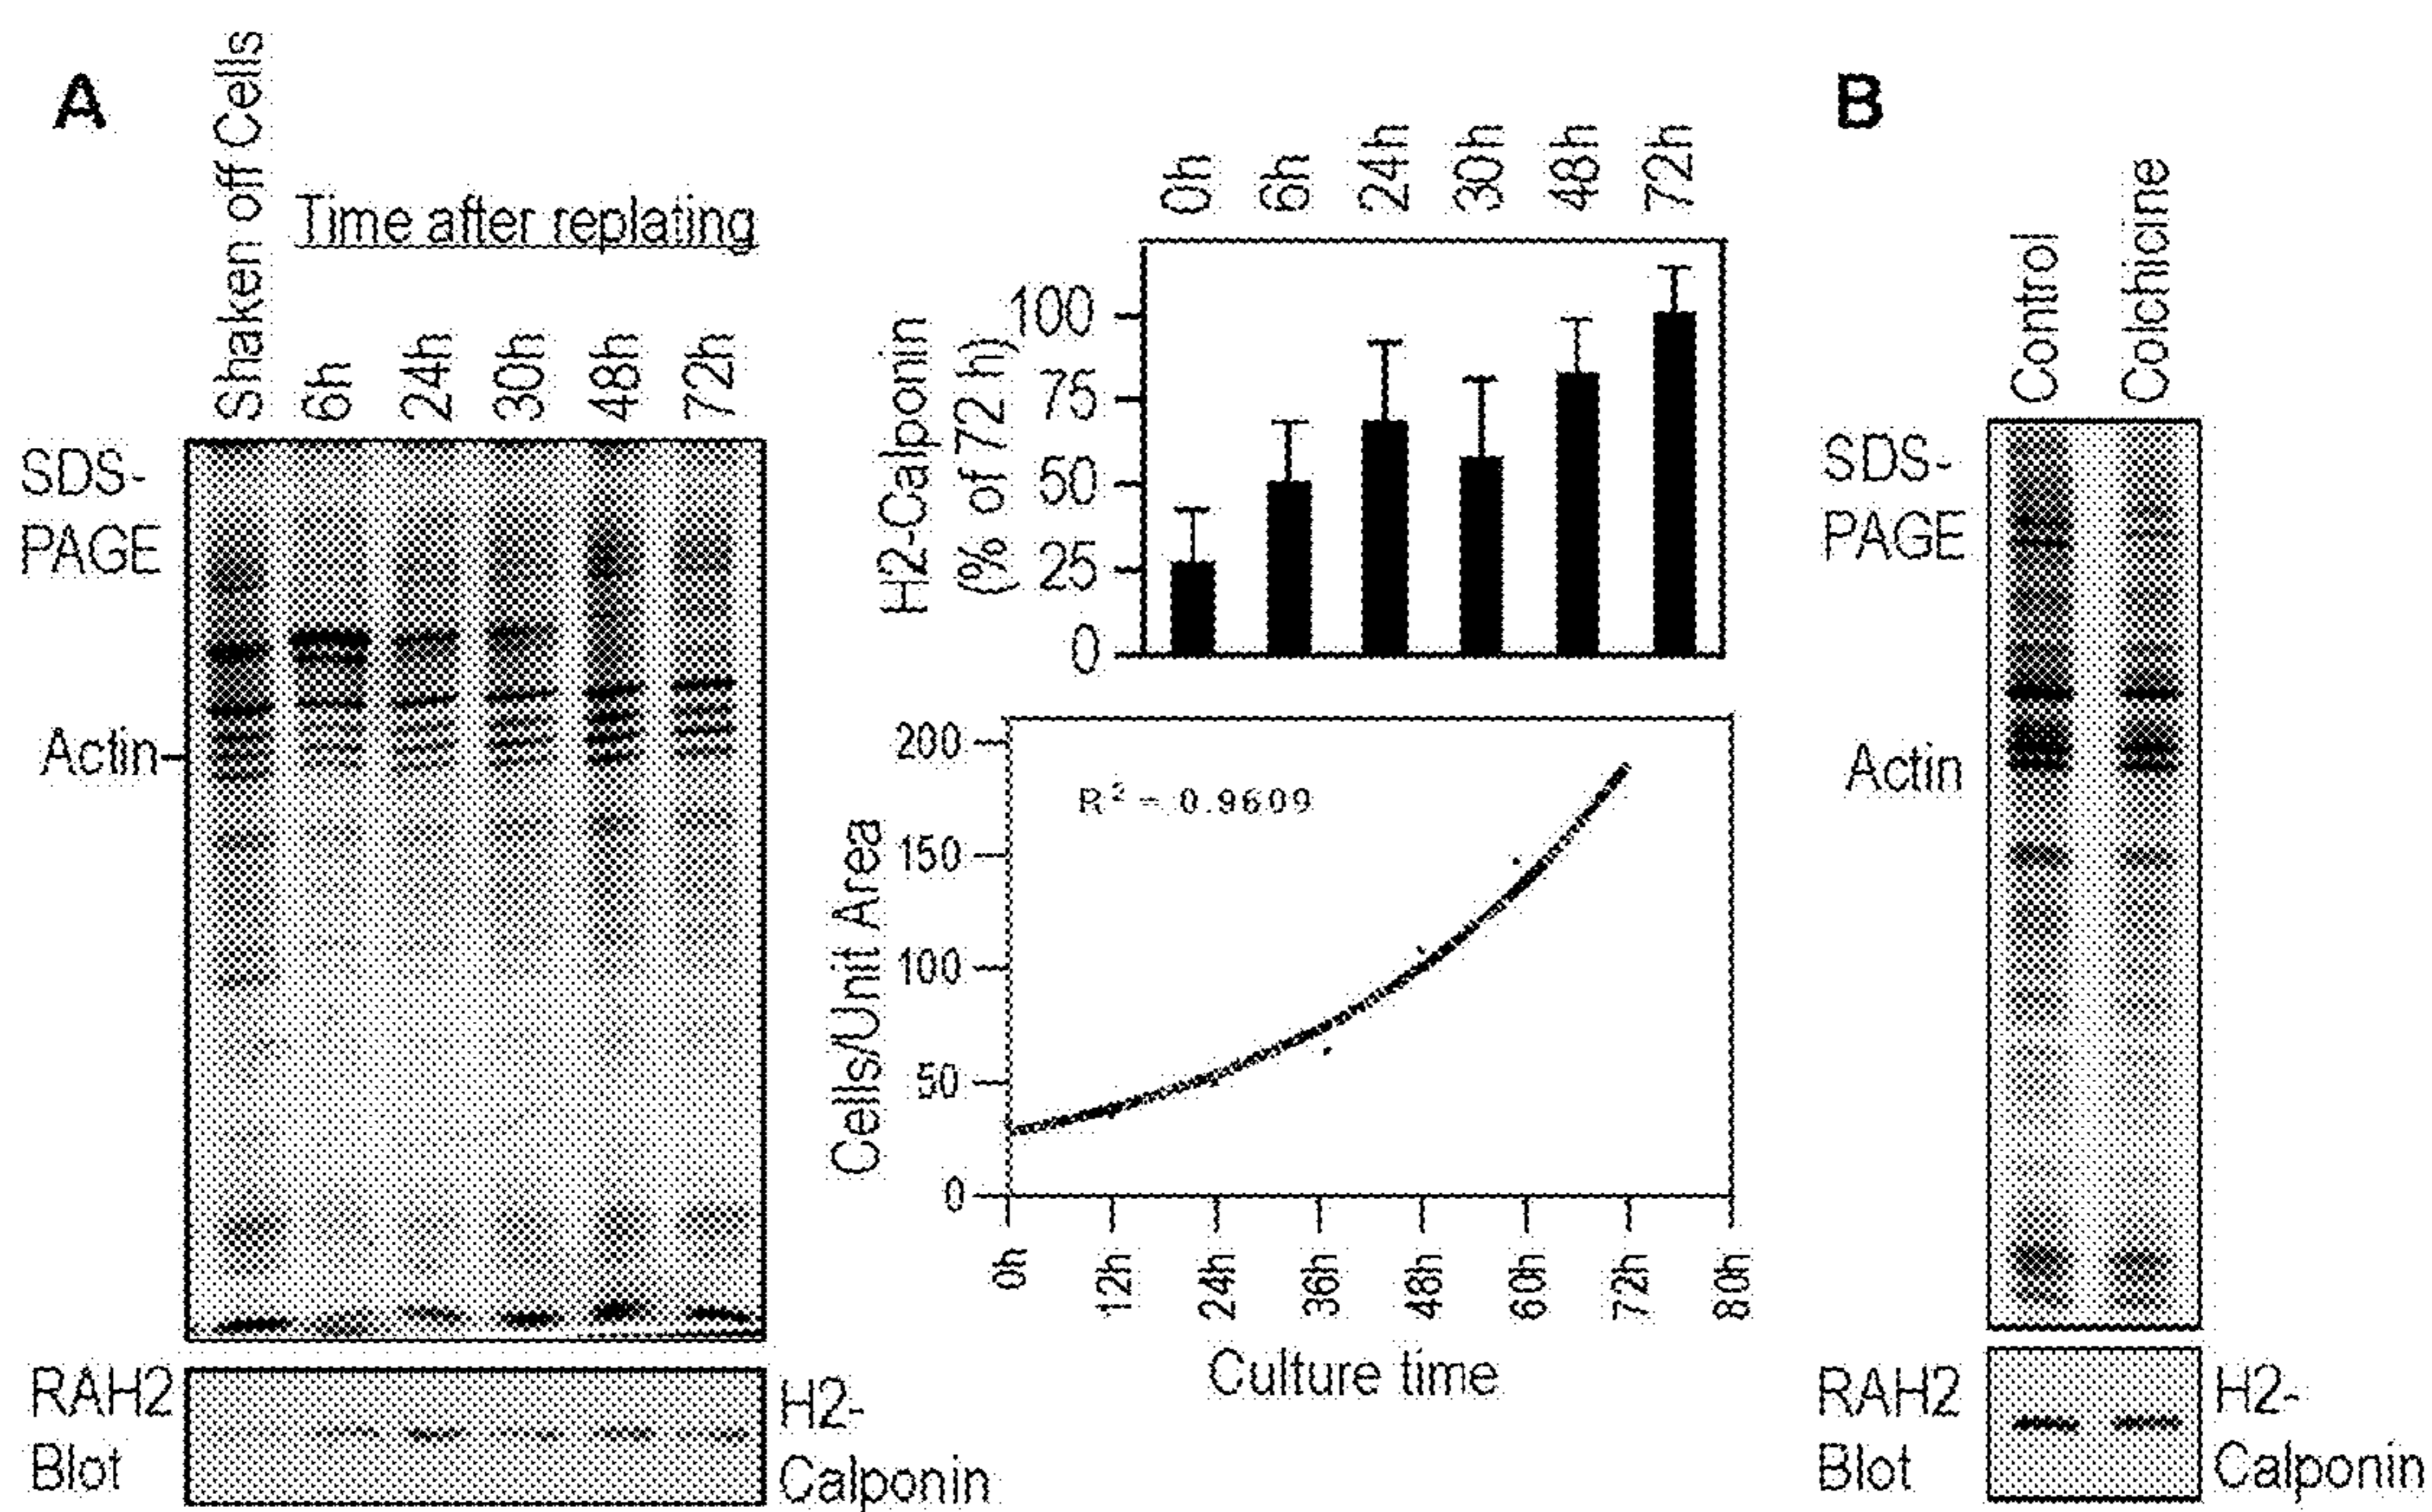 A
Shaken off Cells
Time after replating
6h
24h
30h
48h
72h
SDS-
PAGE
Actin
RAH2
Blot
H2-
Calponin
0h
6h
24h
30h
48h
72h
H2-Calponin
(% of 72 h)
100
75
50
25
0
R² = 0.9609
Cells/Unit Area
200
150
100
50
0
0h
12h
24h
36h
48h
60h
72h
80h
Culture time
B
Control
Colchicine
SDS-
PAGE
Actin
RAH2
Blot
H2-
Calponin